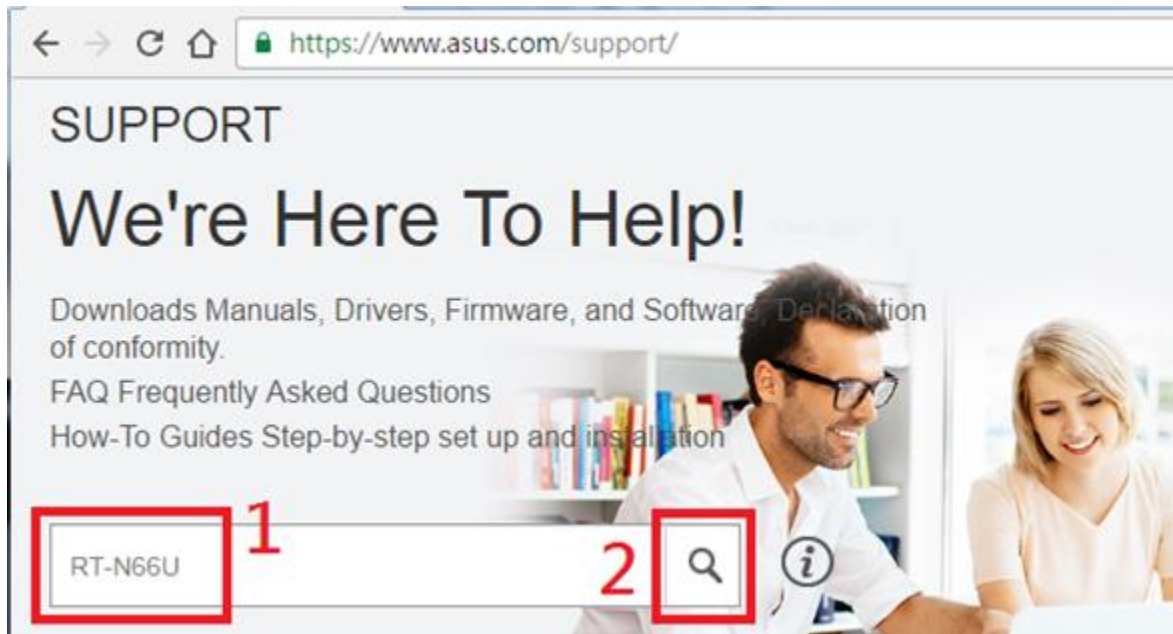 https://www.asus.com/support/
SUPPORT
We're Here To Help!
Downloads Manuals, Drivers, Firmware, and Software, Declaration
of conformity.
FAQ Frequently Asked Questions
How-To Guides Step-by-step set up and installation
1
RT-N66U
2
i